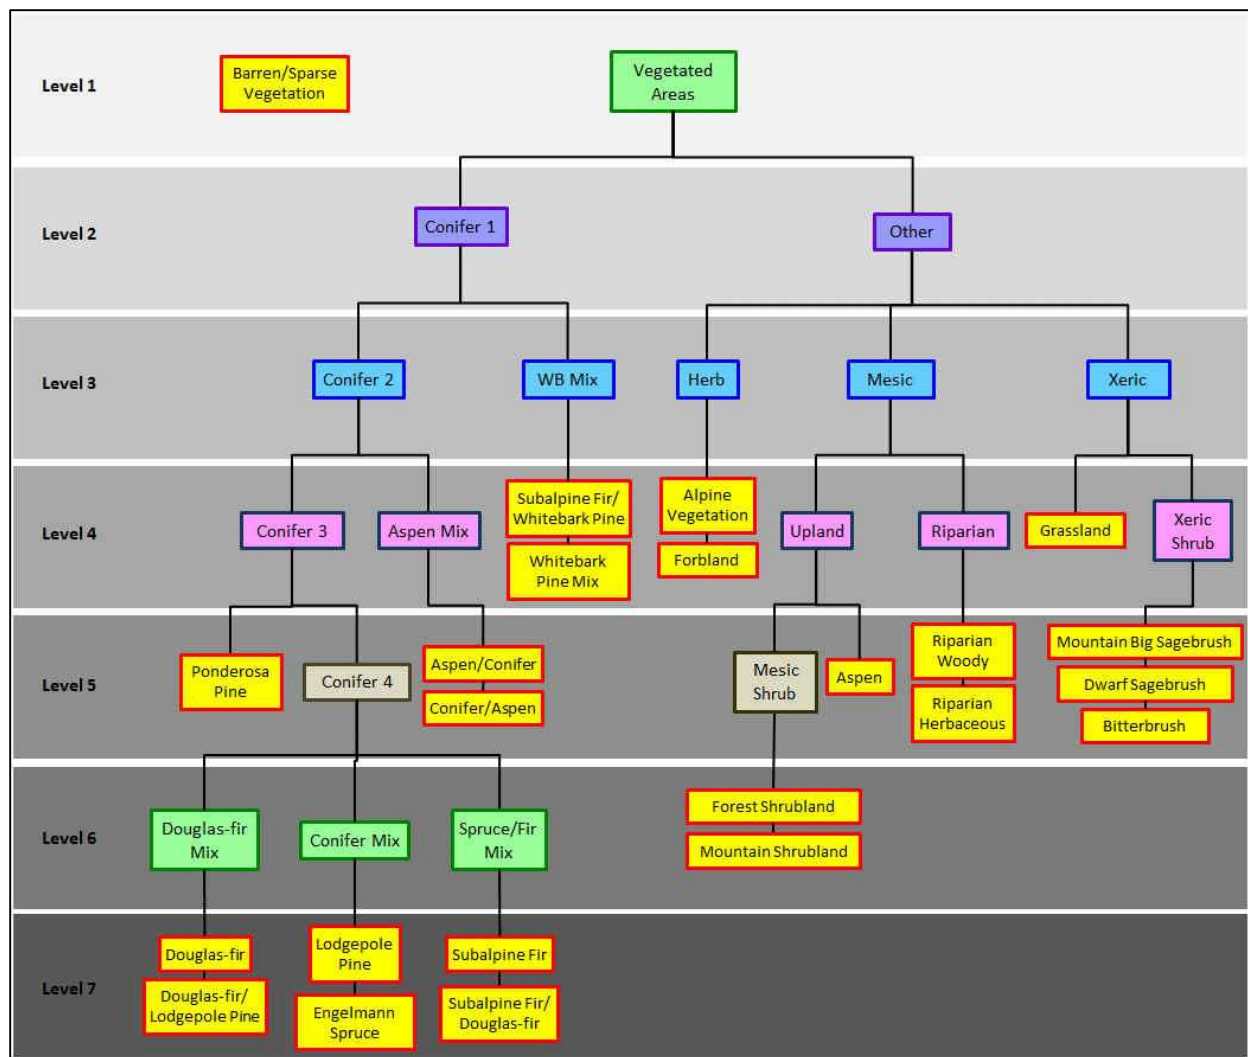 Level 1
Barren/Sparse
Vegetation
Vegetated
Areas
Level 2
Conifer 1
Other
Level 3
Conifer 2
WB Mix
Herb
Mesic
Xeric
Level 4
Conifer 3
Aspen Mix
Subalpine Fir/
Whitebark Pine
Whitebark
Pine Mix
Alpine
Vegetation
Forbland
Upland
Riparian
Grassland
Xeric
Shrub
Level 5
Ponderosa
Pine
Conifer 4
Aspen/Conifer
Conifer/Aspen
Mesic
Shrub
Aspen
Riparian
Woody
Riparian
Herbaceous
Mountain Big Sagebrush
Dwarf Sagebrush
Bitterbrush
Level 6
Douglas-fir
Mix
Conifer Mix
Spruce/Fir
Mix
Forest Shrubland
Mountain Shrubland
Level 7
Douglas-fir
Douglas-fir/
Lodgepole Pine
Lodgepole
Pine
Engelmann
Spruce
Subalpine Fir
Subalpine Fir/
Douglas-fir